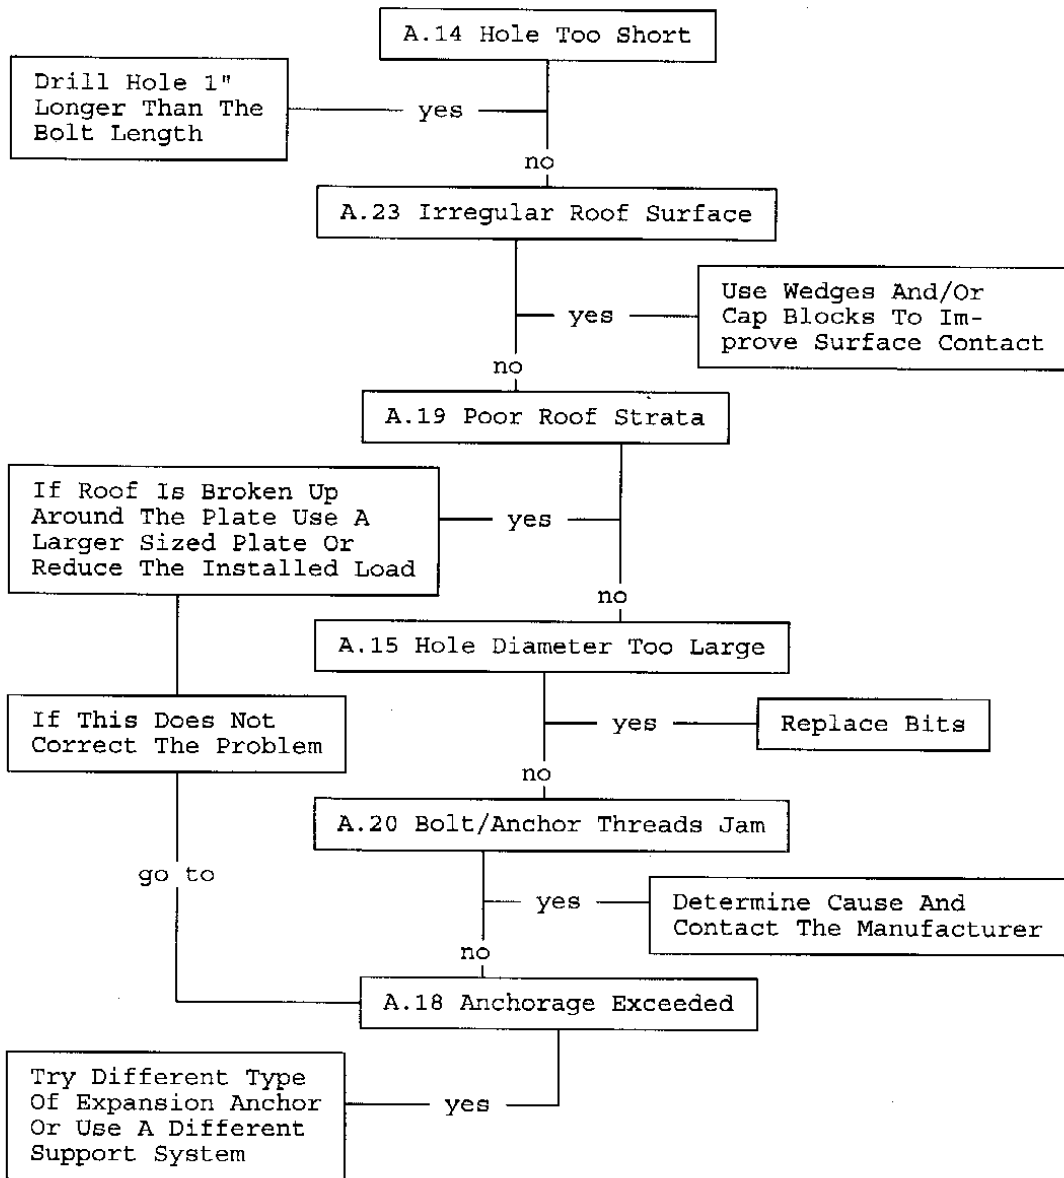 A.14 Hole Too Short
Drill Hole 1"
Longer Than The
Bolt Length
yes
no
A.23 Irregular Roof Surface
Use Wedges And/Or
Cap Blocks To Im-
prove Surface Contact
yes
no
A.19 Poor Roof Strata
If Roof Is Broken Up
Around The Plate Use A
Larger Sized Plate Or
Reduce The Installed Load
yes
no
A.15 Hole Diameter Too Large
If This Does Not
Correct The Problem
yes
Replace Bits
no
A.20 Bolt/Anchor Threads Jam
go to
yes
Determine Cause And
Contact The Manufacturer
no
A.18 Anchorage Exceeded
Try Different Type
Of Expansion Anchor
Or Use A Different
Support System
yes